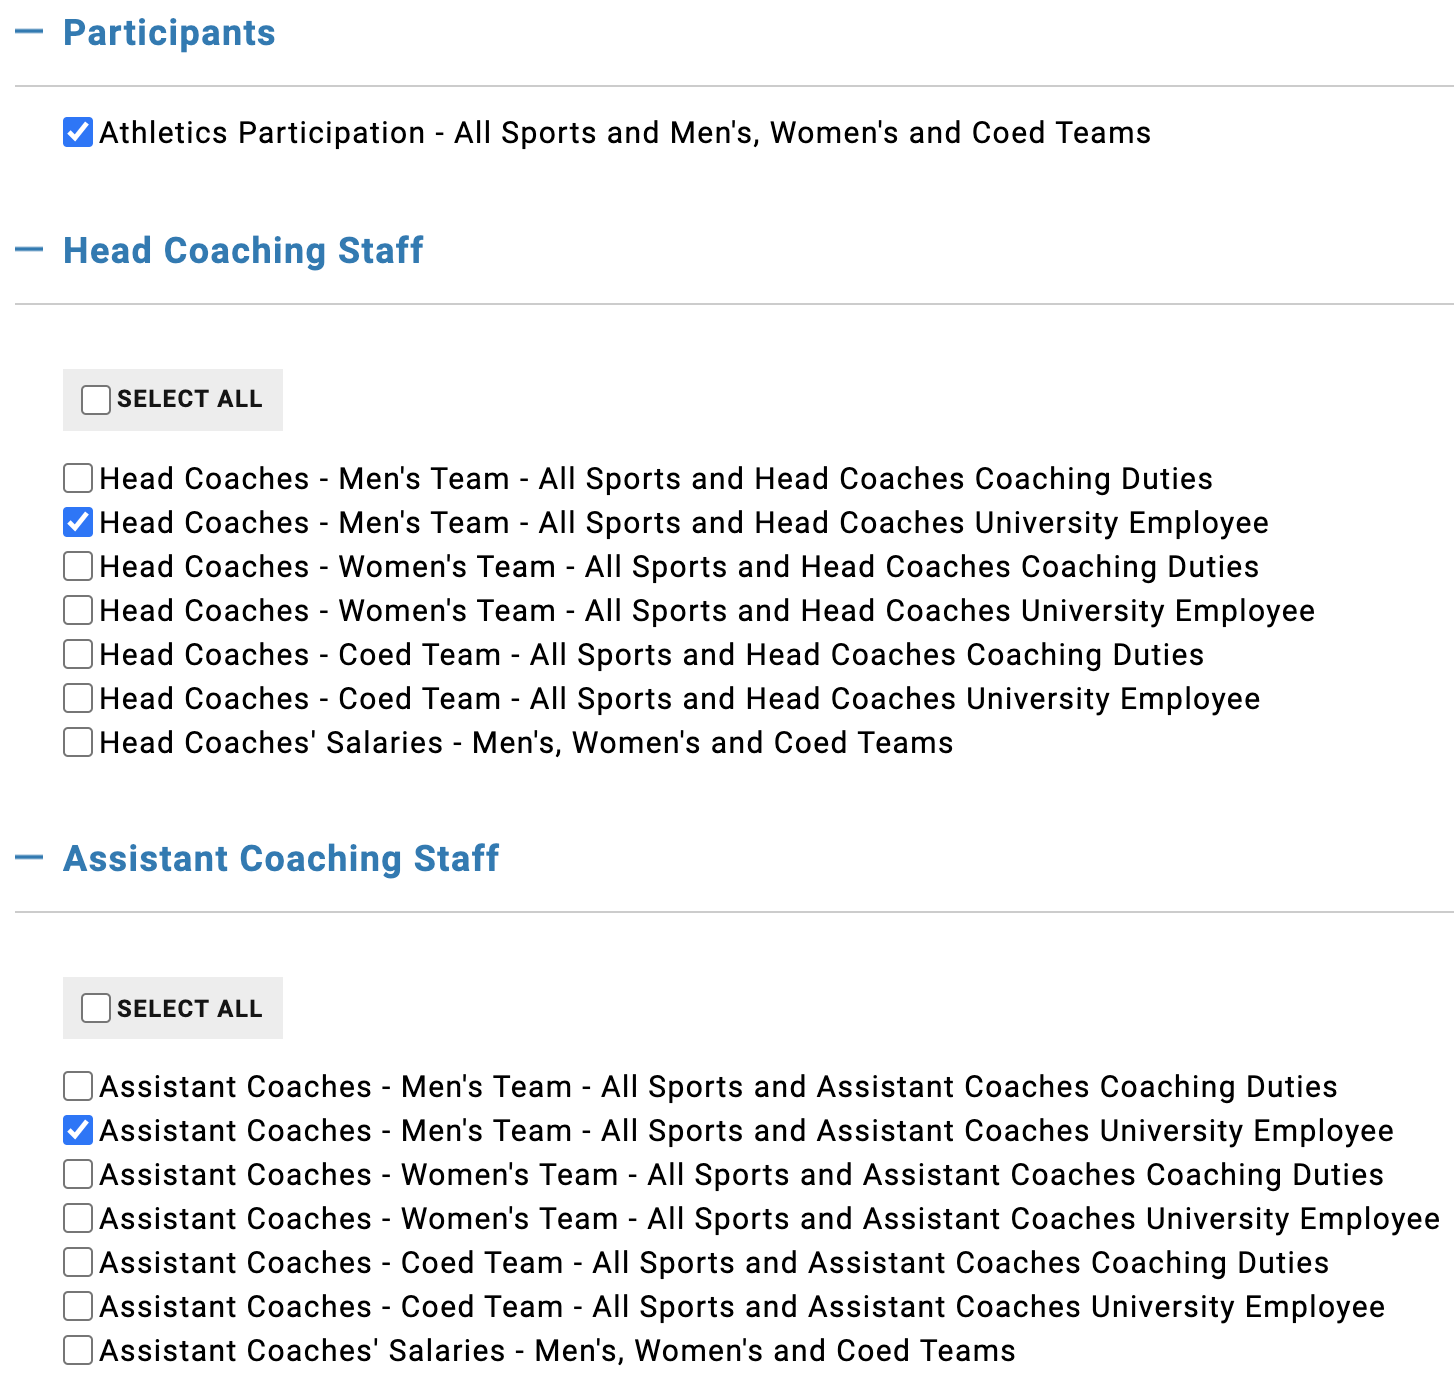 Participants
Athletics Participation - All Sports and Men's, Women's and Coed Teams
Head Coaching Staff
SELECT ALL
Head Coaches - Men's Team - All Sports and Head Coaches Coaching Duties
Head Coaches - Men's Team - All Sports and Head Coaches University Employee
Head Coaches - Women's Team - All Sports and Head Coaches Coaching Duties
Head Coaches - Women's Team - All Sports and Head Coaches University Employee
Head Coaches - Coed Team - All Sports and Head Coaches Coaching Duties
Head Coaches - Coed Team - All Sports and Head Coaches University Employee
Head Coaches' Salaries - Men's, Women's and Coed Teams
Assistant Coaching Staff
SELECT ALL
Assistant Coaches - Men's Team - All Sports and Assistant Coaches Coaching Duties
Assistant Coaches - Men's Team - All Sports and Assistant Coaches University Employee
Assistant Coaches - Women's Team - All Sports and Assistant Coaches Coaching Duties
Assistant Coaches - Women's Team - All Sports and Assistant Coaches University Employee
Assistant Coaches - Coed Team - All Sports and Assistant Coaches Coaching Duties
Assistant Coaches - Coed Team - All Sports and Assistant Coaches University Employee
Assistant Coaches' Salaries - Men's, Women's and Coed Teams